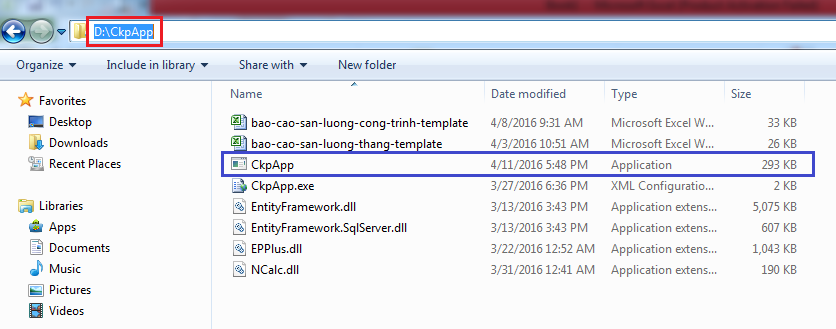 D:\CkpApp
Organize Include in library Share with New folder
Favorites
Desktop
Downloads
Recent Places
Libraries
Apps
Documents
Music
Pictures
Videos
Name Date modified Type Size
bao-cao-san-luong-cong-trinh-template 4/8/2016 9:31 AM Microsoft Excel W... 33 KB
bao-cao-san-luong-thang-template 4/3/2016 10:51 AM Microsoft Excel W... 26 KB
CkpApp 4/11/2016 5:48 PM Application 293 KB
CkpApp.exe 3/27/2016 6:36 PM XML Configuratio... 2 KB
EntityFramework.dll 3/13/2016 3:43 PM Application extens... 5,075 KB
EntityFramework.SqlServer.dll 3/13/2016 3:43 PM Application extens... 607 KB
EPPlus.dll 3/22/2016 12:52 AM Application extens... 1,043 KB
NCalc.dll 3/31/2016 12:41 AM Application extens... 190 KB